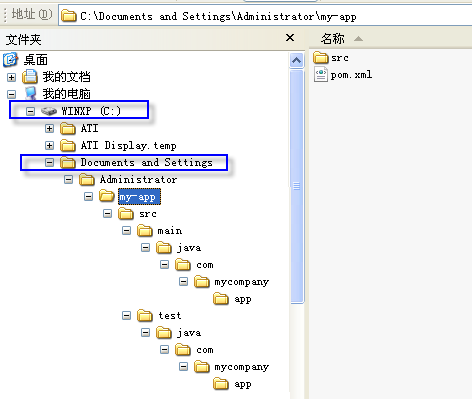 地址(D) C:\Documents and Settings\Administrator\my-app
文件夹
名称
桌面
src
我的文档
pom.xml
我的电脑
WINXP (C:)
ATI
ATI Display.temp
Documents and Settings
Administrator
my-app
src
main
java
com
mycompany
app
test
java
com
mycompany
app